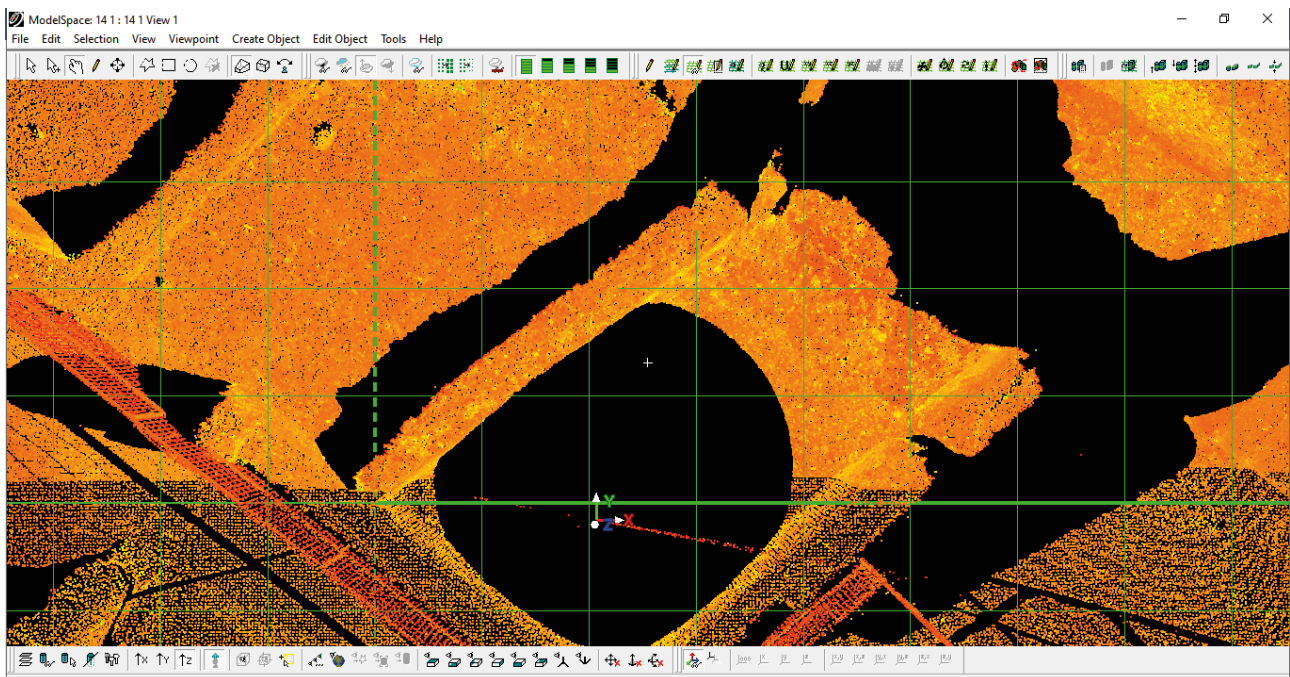 ModelSpace: 14 1 : 14 1 View 1
File Edit Selection View Viewpoint Create Object Edit Object Tools Help
Y
Z X
↑X ↑Y ↑Z